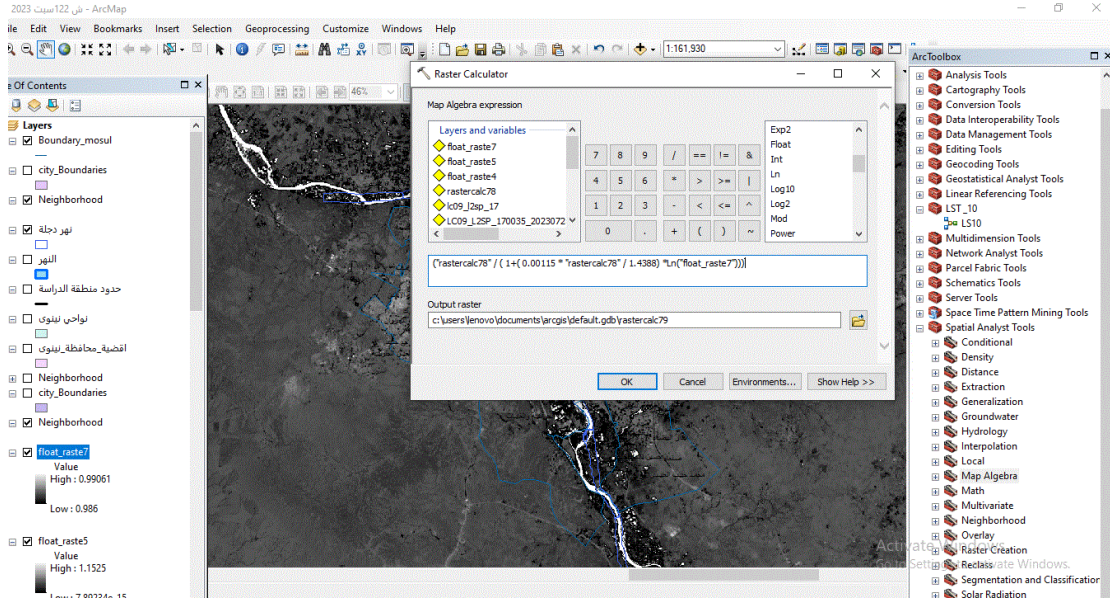 ش 122سبت 2023 - ArcMap
ile Edit View Bookmarks Insert Selection Geoprocessing Customize Windows Help
1:161,930
e Of Contents
Layers
Boundary_mosul
city_Boundaries
Neighborhood
نهر دجلة
النهر
حدود منطقة الدراسة
نواحي نينوى
اقضية_محافظة_نينوى
Neighborhood
city_Boundaries
Neighborhood
float_raste7
Value
High : 0.99061
Low : 0.986
float_raste5
Value
High : 1.1525
Low : 7.89234e-15
46%
Raster Calculator
Map Algebra expression
Layers and variables
float_raste7
float_raste5
float_raste4
rastercalc78
lc09_l2sp_17
LC09_L2SP_170035_2023072
7 8 9 / == != &
4 5 6 * > >= |
1 2 3 - < <= ^
0 . + ( ) ~
Exp2
Float
Int
Ln
Log10
Log2
Mod
Power
("rastercalc78" / ( 1+( 0.00115 * "rastercalc78" / 1.4388) *Ln("float_raste7")))
Output raster
c:\users\lenovo\documents\arcgis\default.gdb\rastercalc79
OK Cancel Environments... Show Help >>
ArcToolbox
Analysis Tools
Cartography Tools
Conversion Tools
Data Interoperability Tools
Data Management Tools
Editing Tools
Geocoding Tools
Geostatistical Analyst Tools
Linear Referencing Tools
LST_10
LS10
Multidimension Tools
Network Analyst Tools
Parcel Fabric Tools
Schematics Tools
Server Tools
Space Time Pattern Mining Tools
Spatial Analyst Tools
Conditional
Density
Distance
Extraction
Generalization
Groundwater
Hydrology
Interpolation
Local
Map Algebra
Math
Multivariate
Neighborhood
Overlay
Raster Creation
Reclass
Segmentation and Classification
Solar Radiation
Activate Windows
Go to Settings to activate Windows.